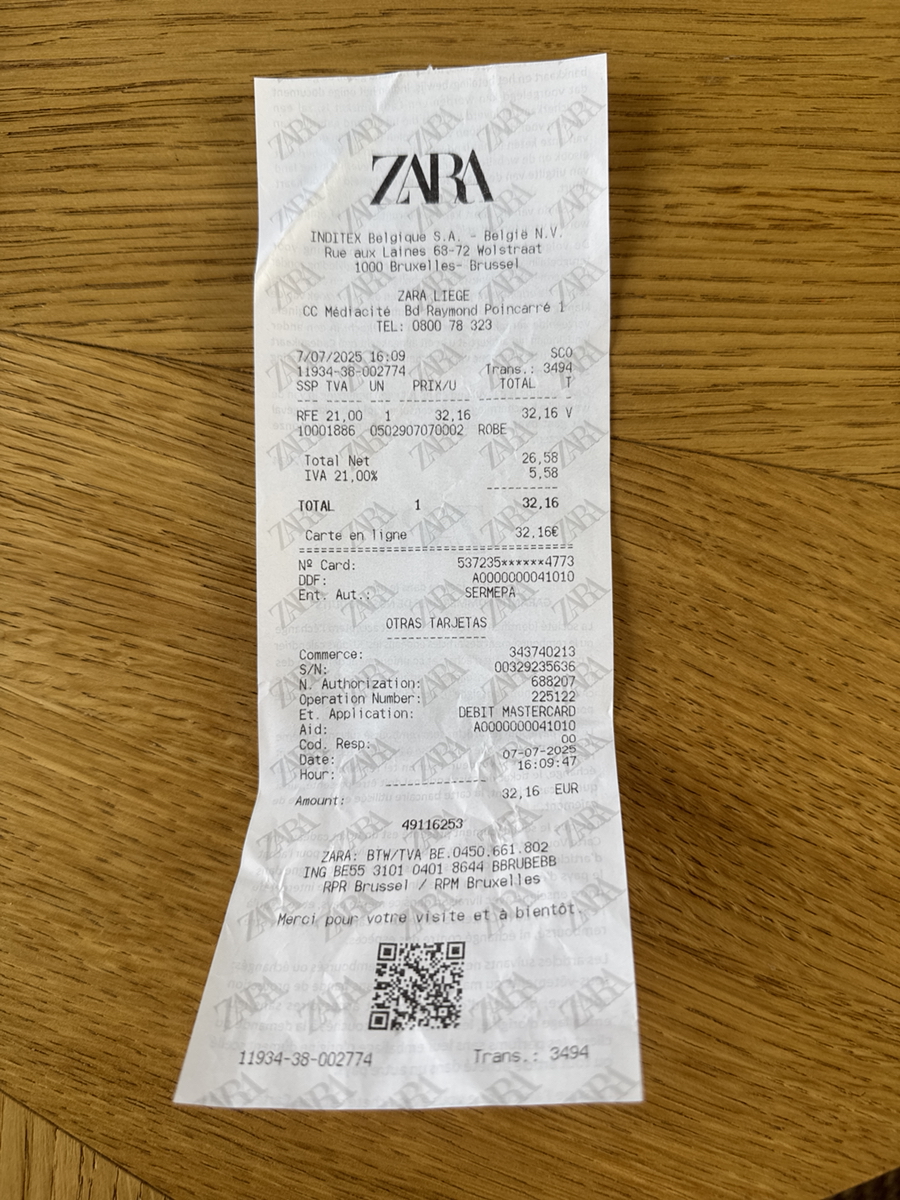 ZARA
INDITEX Belgique S.A. - België N.V.
Rue aux Laines 68-72 Wolstraat
1000 Bruxelles- Brussel
ZARA LIEGE
CC Médiacité Bd Raymond Poincarré 1
TEL: 0800 78 323
7/07/2025 16:09 SCO
11934-38-002774 Trans.: 3494
SSP TVA UN PRIX/U TOTAL T
RFE 21,00 1 32,16 32,16 V
10001886 0502907070002 ROBE
Total Net 26,58
IVA 21,00% 5,58
TOTAL 1 32,16
Carte en ligne 32,16€
Nº Card: 537235******4773
DDF: A0000000041010
Ent. Aut.: SERMEPA
OTRAS TARJETAS
Commerce: 343740213
S/N: 00329235636
N. Authorization: 688207
Operation Number: 225122
Et. Application: DEBIT MASTERCARD
Aid: A0000000041010
Cod. Resp: 00
Date: 07-07-2025
Hour: 16:09:47
Amount: 32,16 EUR
49116253
ZARA: BTW/TVA BE.0450.661.802
ING BE55 3101 0401 8644 BBRUBEBB
RPR Brussel / RPM Bruxelles
Merci pour votre visite et à bientôt.
11934-38-002774 Trans.: 3494